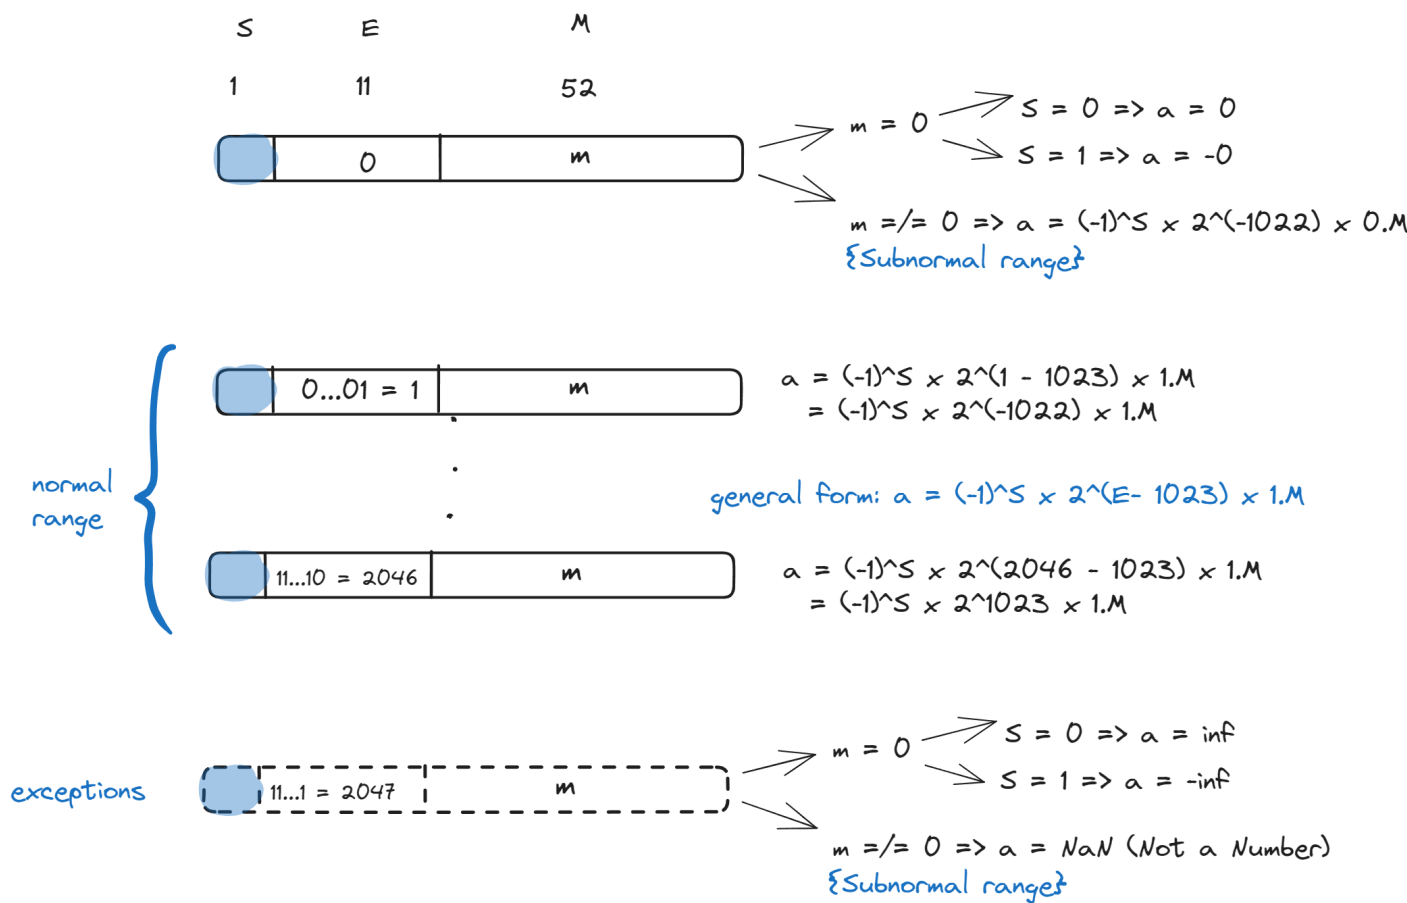 S E M
1 11 52
0 m
m = 0
S = 0 => a = 0
S = 1 => a = -0
m =/= 0 => a = (-1)^S x 2^(-1022) x 0.M
{Subnormal range}
normal
range
0...01 = 1 m
a = (-1)^S x 2^(1 - 1023) x 1.M
= (-1)^S x 2^(-1022) x 1.M
general form: a = (-1)^S x 2^(E- 1023) x 1.M
11...10 = 2046 m
a = (-1)^S x 2^(2046 - 1023) x 1.M
= (-1)^S x 2^1023 x 1.M
exceptions
11...1 = 2047 m
m = 0
S = 0 => a = inf
S = 1 => a = -inf
m =/= 0 => a = NaN (Not a Number)
{Subnormal range}